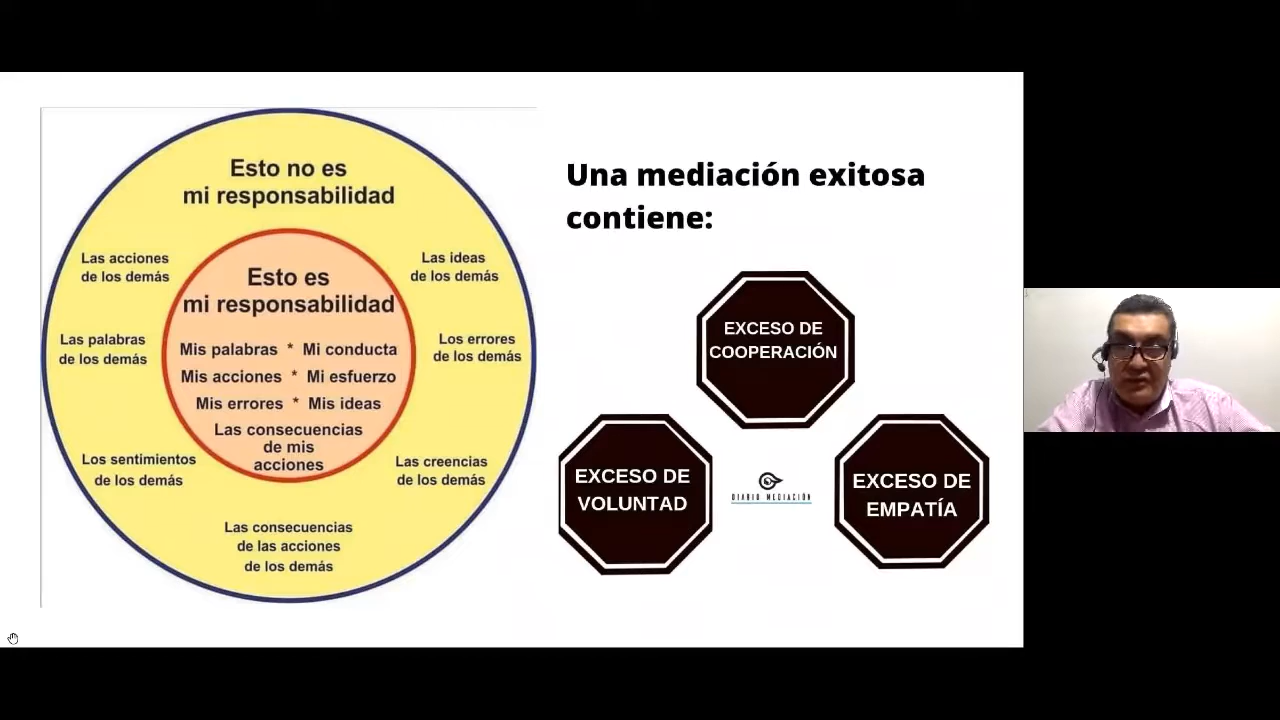 Esto no es
mi responsabilidad
Las acciones
de los demás
Las ideas
de los demás
Las palabras
de los demás
Los errores
de los demás
Los sentimientos
de los demás
Las creencias
de los demás
Las consecuencias
de las acciones
de los demás
Esto es
mi responsabilidad
Mis palabras * Mi conducta
Mis acciones * Mi esfuerzo
Mis errores * Mis ideas
Las consecuencias
de mis
acciones
Una mediación exitosa
contiene:
EXCESO DE
COOPERACIÓN
EXCESO DE
VOLUNTAD
DIARIO MEDIACIÓN
EXCESO DE
EMPATÍA